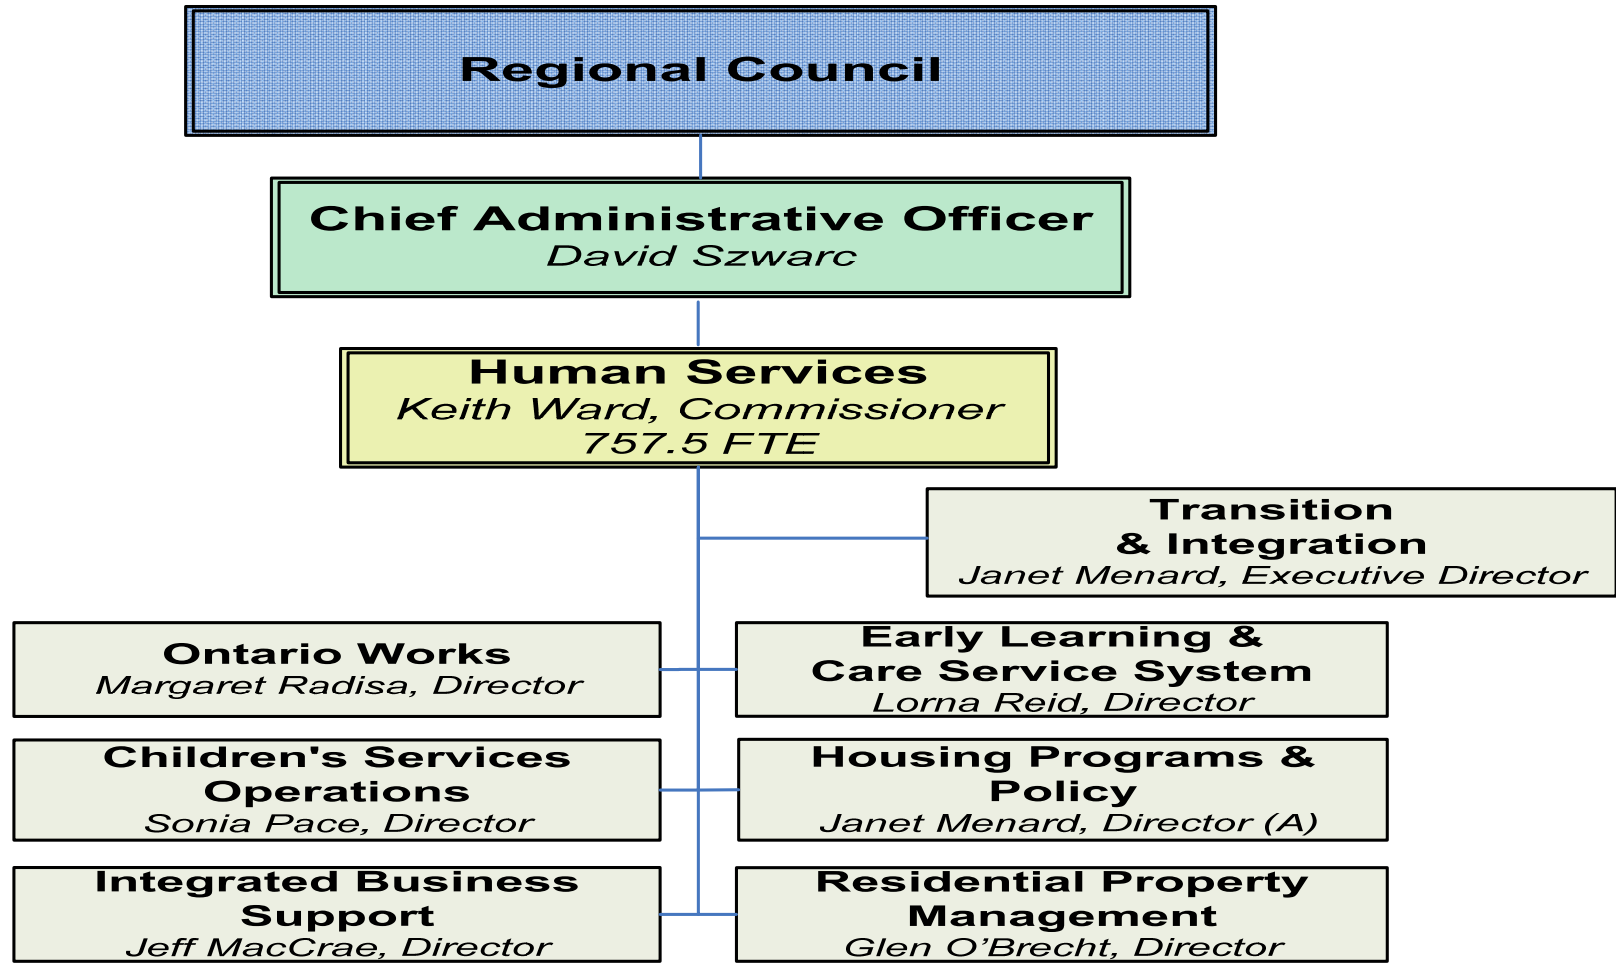 Regional Council
Chief Administrative Officer
David Szwarc
Human Services
Keith Ward, Commissioner
757.5 FTE
Transition
& Integration
Janet Menard, Executive Director
Ontario Works
Margaret Radisa, Director
Early Learning &
Care Service System
Lorna Reid, Director
Children's Services
Operations
Sonia Pace, Director
Housing Programs &
Policy
Janet Menard, Director (A)
Integrated Business
Support
Jeff MacCrae, Director
Residential Property
Management
Glen O’Brecht, Director